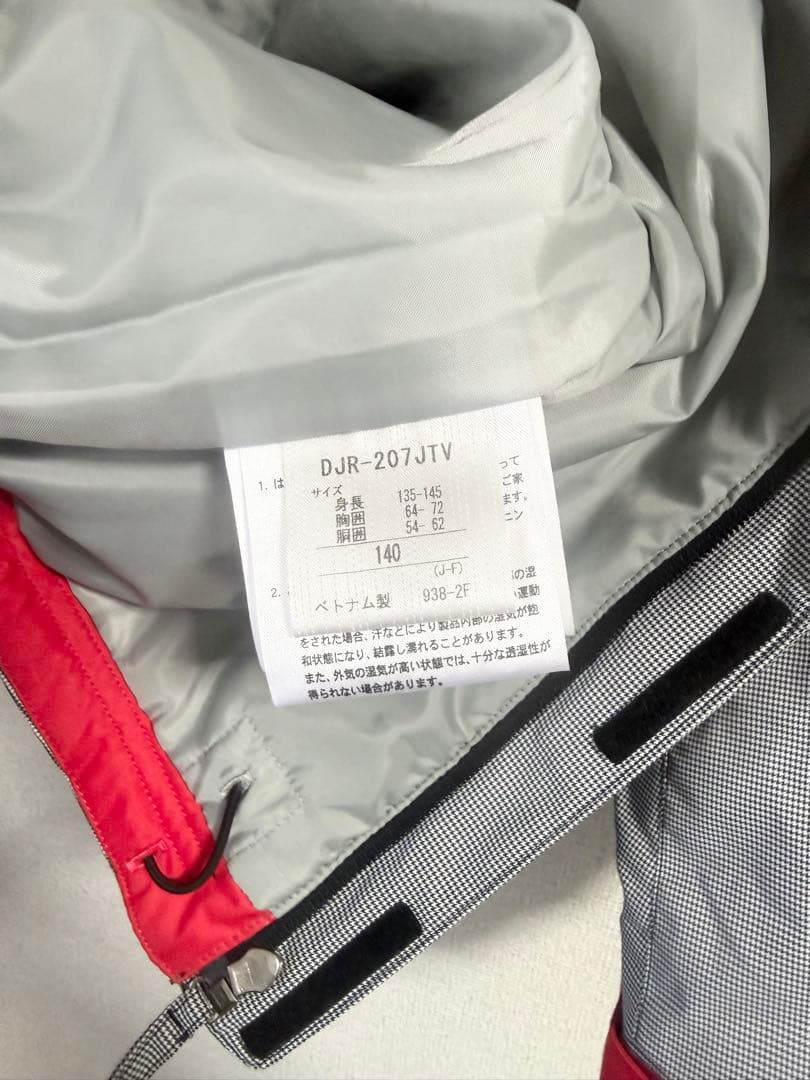 DJR-207JTV
サイズ
身長 135-145
胸囲 64- 72
胴囲 54- 62
140
(J-F)
ベトナム製 938-2F
1. は
って
ご家
ます。
ニン
2.
の湿
運動
をされた場合、汗などにより製品内部の湿気が飽
和状態になり、結露し濡れることがあります。
また、外気の湿気が高い状態では、十分な透湿性が
得られない場合があります。